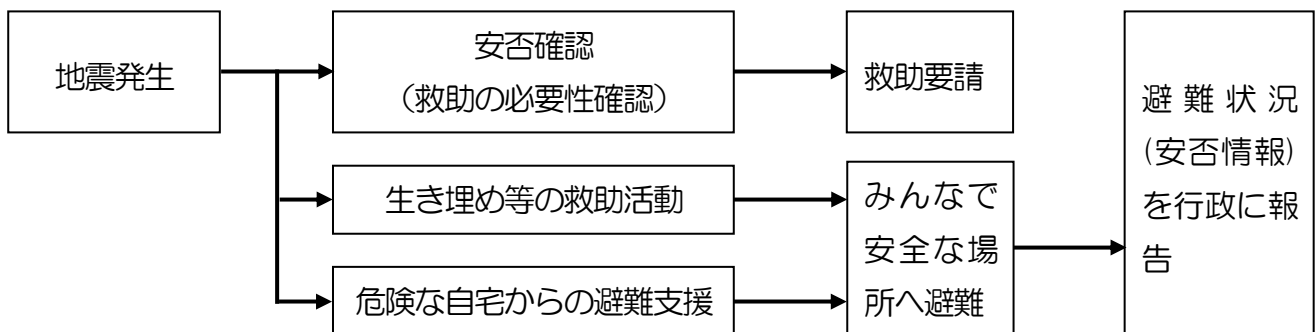 地震発生
安否確認
（救助の必要性確認）
救助要請
生き埋め等の救助活動
危険な自宅からの避難支援
みんなで
安全な場
所へ避難
避難状況
（安否情報）
を行政に報
告